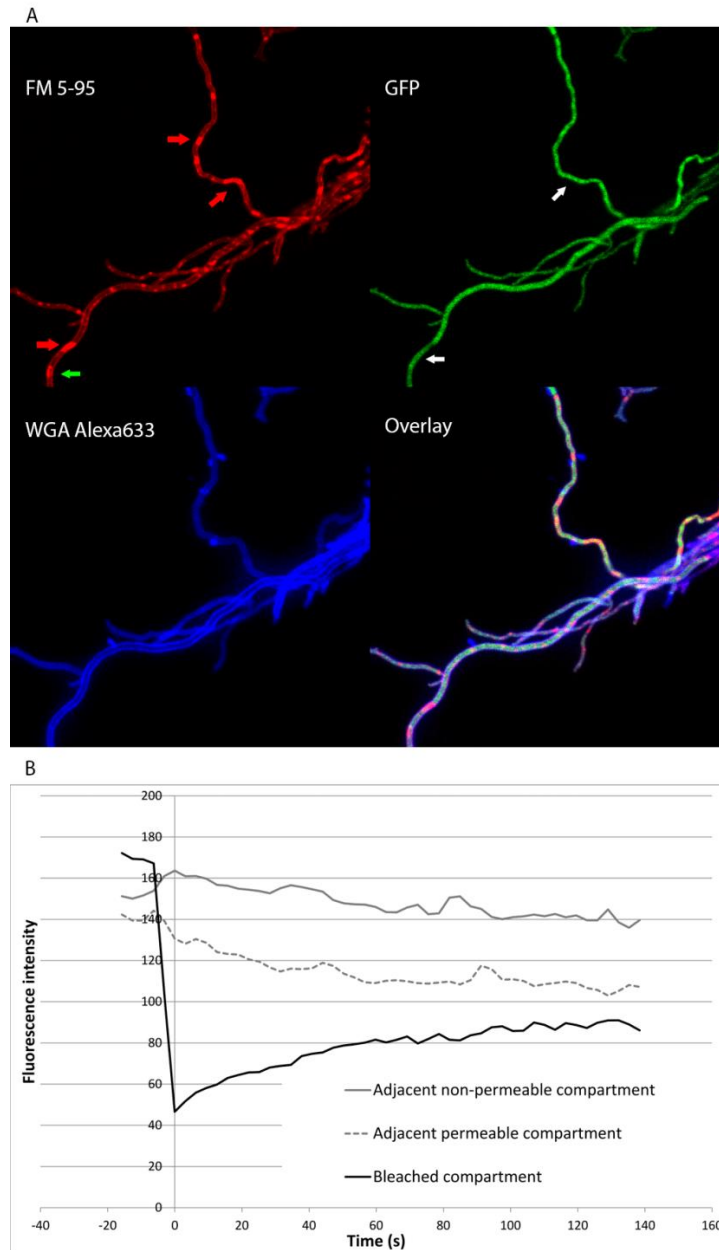 A
FM 5-95
GFP
WGA Alexa633
Overlay
B
Fluorescence intensity
200
180
160
140
120
100
80
60
40
20
0
Adjacent non-permeable compartment
Adjacent permeable compartment
Bleached compartment
-40
-20
0
20
40
60
80
100
120
140
160
Time (s)